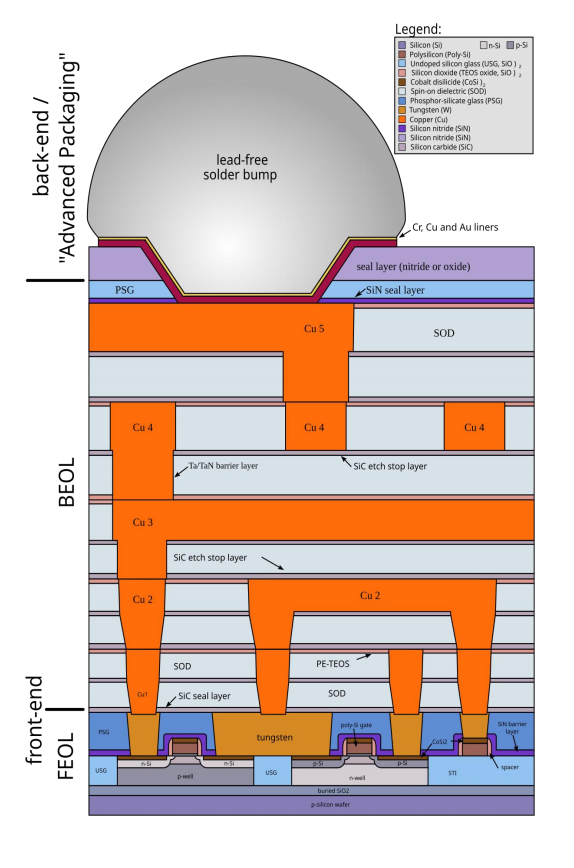 Legend:
Silicon (Si)
n-Si
p-Si
Polysilicon (Poly-Si)
Undoped silicon glass (USG, SiO )
2
Silicon dioxide (TEOS oxide, SiO )
2
Cobalt disilicide (CoSi )
2
Spin-on dielectric (SOD)
Phosphor-silicate glass (PSG)
Tungsten (W)
Copper (Cu)
Silicon nitride (SiN)
Silicon nitride (SiN)
Silicon carbide (SiC)
back-end /
"Advanced Packaging"
lead-free
solder bump
Cr, Cu and Au liners
seal layer (nitride or oxide)
PSG
SiN seal layer
Cu 5
SOD
BEOL
Cu 4
Cu 4
Cu 4
Ta/TaN barrier layer
SiC etch stop layer
Cu 3
SiC etch stop layer
Cu 2
Cu 2
SOD
PE-TEOS
Cu1
SiC seal layer
SOD
front-end
FEOL
PSG
tungsten
poly-Si gate
SiN barrier
layer
CoSi2
spacer
USG
n-Si
n-Si
p-well
USG
p-Si
p-Si
n-well
STI
buried SiO2
p-silicon wafer